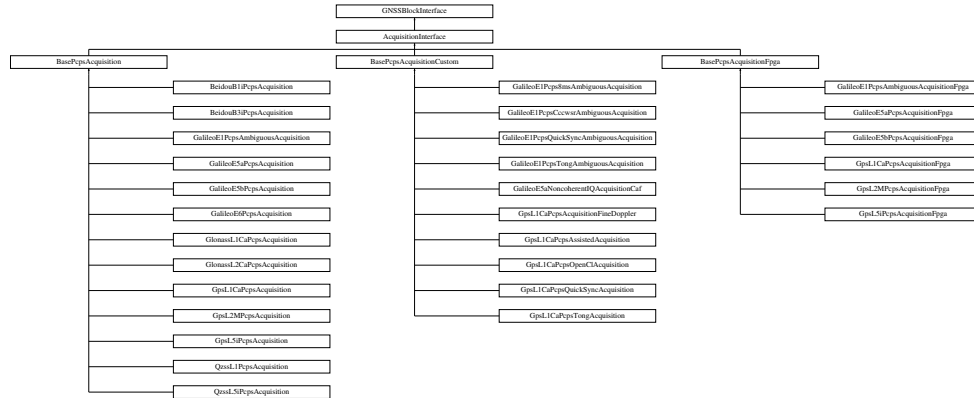 GNSSBlockInterface
AcquisitionInterface
BasePcpsAcquisition
BasePcpsAcquisitionCustom
BasePcpsAcquisitionFpga
BeidouB1iPcpsAcquisition
BeidouB3iPcpsAcquisition
GalileoE1PcpsAmbiguousAcquisition
GalileoE5aPcpsAcquisition
GalileoE5bPcpsAcquisition
GalileoE6PcpsAcquisition
GlonassL1CaPcpsAcquisition
GlonassL2CaPcpsAcquisition
GpsL1CaPcpsAcquisition
GpsL2MPcpsAcquisition
GpsL5iPcpsAcquisition
QzssL1PcpsAcquisition
QzssL5iPcpsAcquisition
GalileoE1Pcps8msAmbiguousAcquisition
GalileoE1PcpsCccwsrAmbiguousAcquisition
GalileoE1PcpsQuickSyncAmbiguousAcquisition
GalileoE1PcpsTongAmbiguousAcquisition
GalileoE5aNoncoherentIQAcquisitionCaf
GpsL1CaPcpsAcquisitionFineDoppler
GpsL1CaPcpsAssistedAcquisition
GpsL1CaPcpsOpenClAcquisition
GpsL1CaPcpsQuickSyncAcquisition
GpsL1CaPcpsTongAcquisition
GalileoE1PcpsAmbiguousAcquisitionFpga
GalileoE5aPcpsAcquisitionFpga
GalileoE5bPcpsAcquisitionFpga
GpsL1CaPcpsAcquisitionFpga
GpsL2MPcpsAcquisitionFpga
GpsL5iPcpsAcquisitionFpga